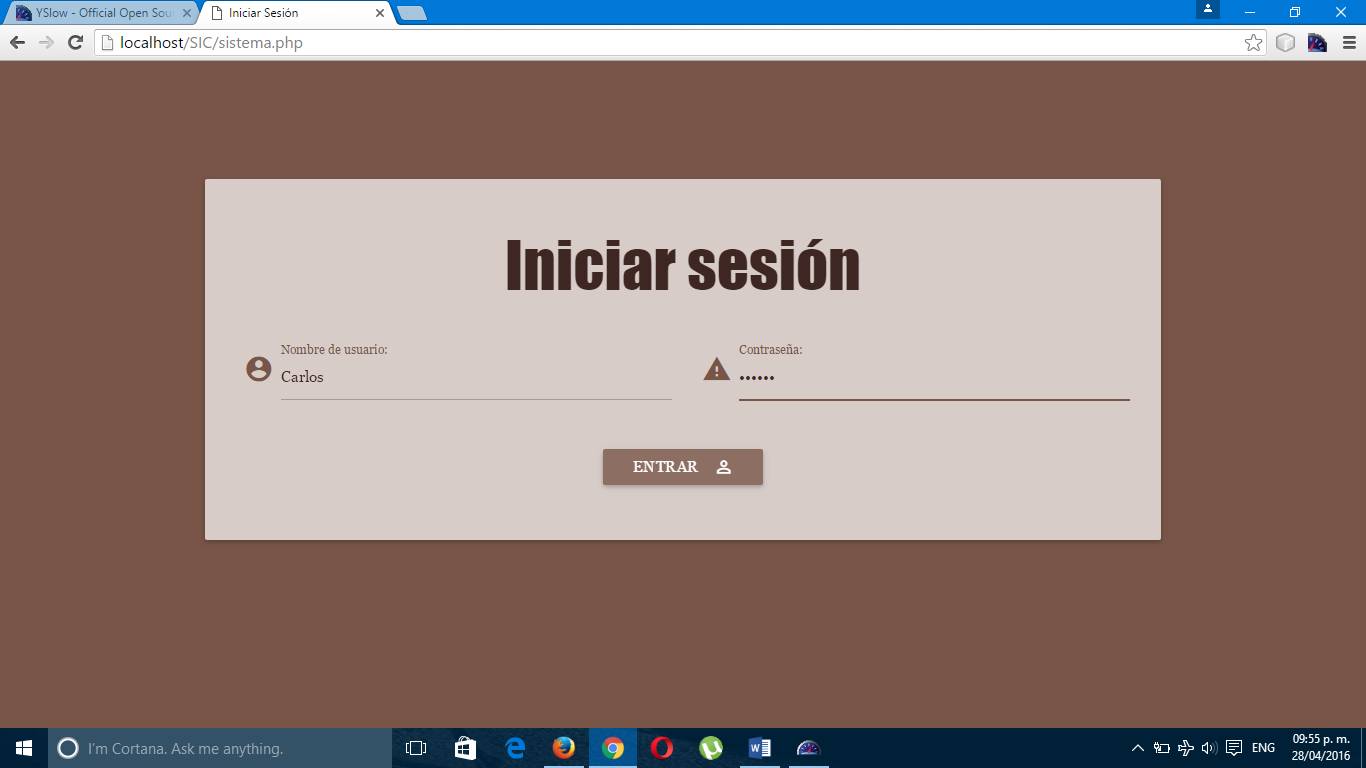 YSlow - Official Open Sou
Iniciar Sesión
localhost/SIC/sistema.php
Iniciar sesión
Nombre de usuario:
Carlos
Contraseña:
••••••
ENTRAR
I'm Cortana. Ask me anything.
ENG
09:55 p. m.
28/04/2016